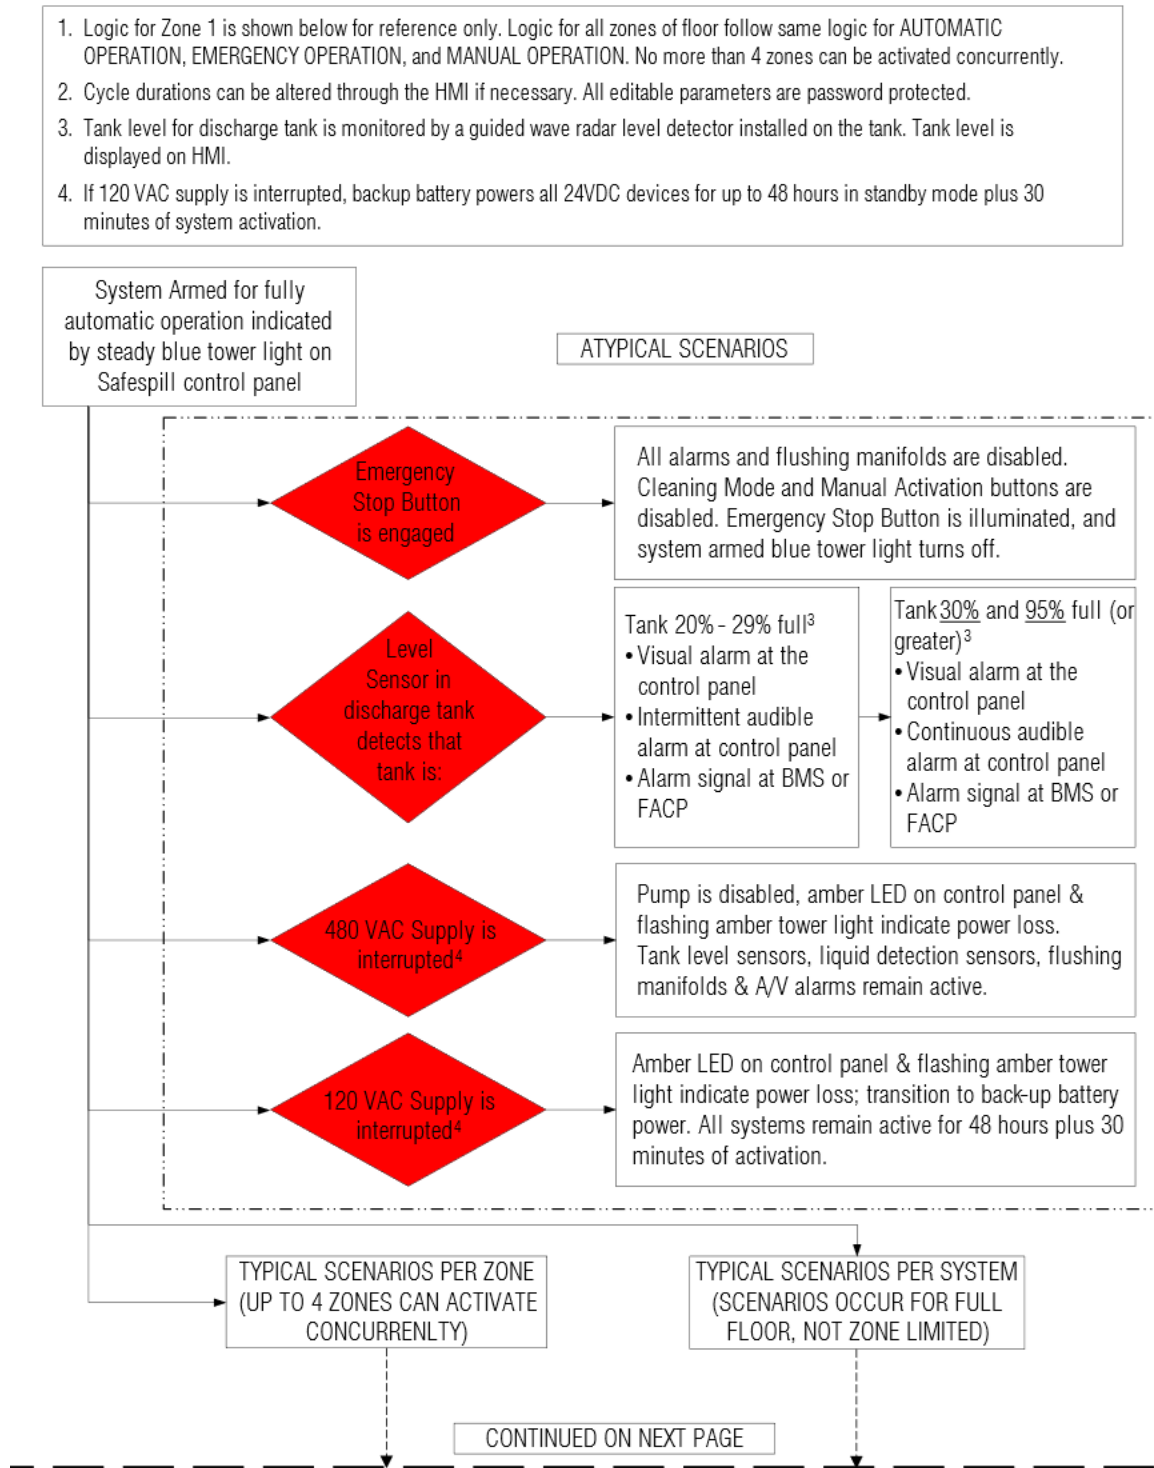 1. Logic for Zone 1 is shown below for reference only. Logic for all zones of floor follow same logic for AUTOMATIC
OPERATION, EMERGENCY OPERATION, and MANUAL OPERATION. No more than 4 zones can be activated concurrently.
2. Cycle durations can be altered through the HMI if necessary. All editable parameters are password protected.
3. Tank level for discharge tank is monitored by a guided wave radar level detector installed on the tank. Tank level is
displayed on HMI.
4. If 120 VAC supply is interrupted, backup battery powers all 24VDC devices for up to 48 hours in standby mode plus 30
minutes of system activation.
System Armed for fully
automatic operation indicated
by steady blue tower light on
Safespill control panel
ATYPICAL SCENARIOS
Emergency
Stop Button
is engaged
All alarms and flushing manifolds are disabled.
Cleaning Mode and Manual Activation buttons are
disabled. Emergency Stop Button is illuminated, and
system armed blue tower light turns off.
Level
Sensor in
discharge tank
detects that
tank is:
Tank 20% - 29% full³
• Visual alarm at the
control panel
• Intermittent audible
alarm at control panel
• Alarm signal at BMS or
FACP
Tank 30% and 95% full (or
greater)³
• Visual alarm at the
control panel
• Continuous audible
alarm at control panel
• Alarm signal at BMS or
FACP
480 VAC Supply is
interrupted⁴
Pump is disabled, amber LED on control panel &
flashing amber tower light indicate power loss.
Tank level sensors, liquid detection sensors, flushing
manifolds & A/V alarms remain active.
120 VAC Supply is
interrupted⁴
Amber LED on control panel & flashing amber tower
light indicate power loss; transition to back-up battery
power. All systems remain active for 48 hours plus 30
minutes of activation.
TYPICAL SCENARIOS PER ZONE
(UP TO 4 ZONES CAN ACTIVATE
CONCURRENLTY)
TYPICAL SCENARIOS PER SYSTEM
(SCENARIOS OCCUR FOR FULL
FLOOR, NOT ZONE LIMITED)
CONTINUED ON NEXT PAGE